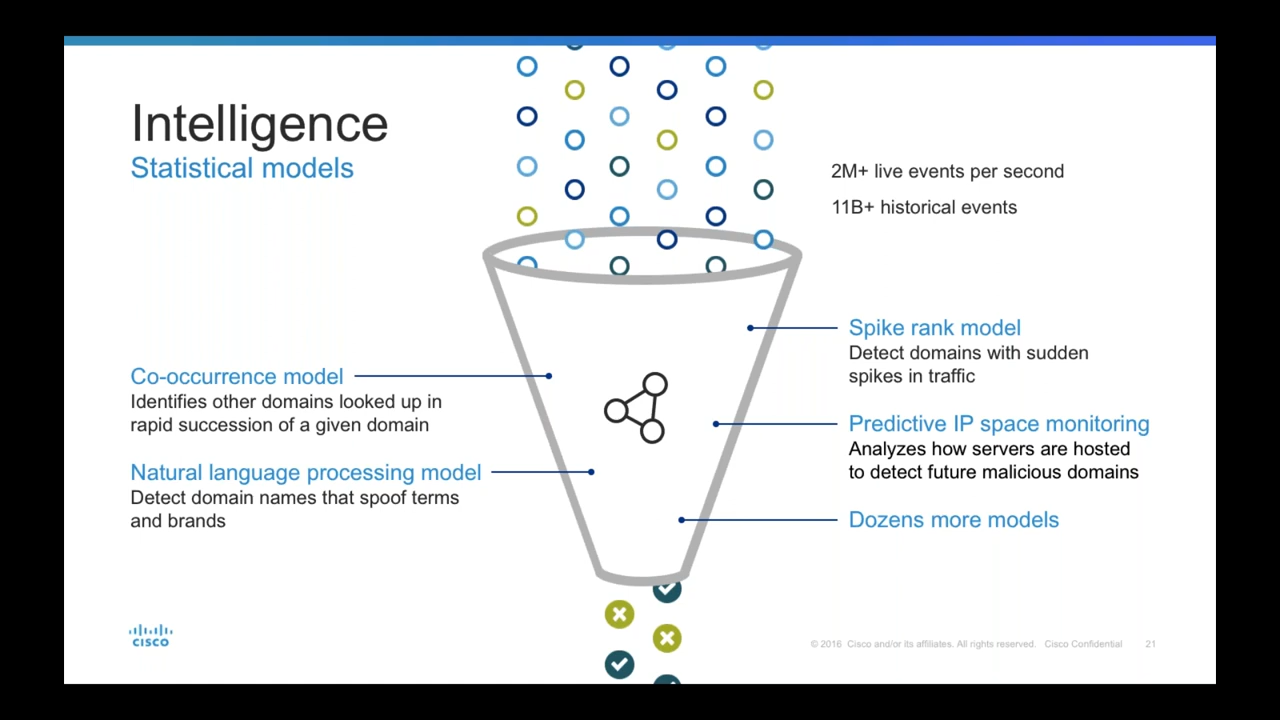 Intelligence
Statistical models
2M+ live events per second
11B+ historical events
Co-occurrence model
Identifies other domains looked up in
rapid succession of a given domain
Natural language processing model
Detect domain names that spoof terms
and brands
Spike rank model
Detect domains with sudden
spikes in traffic
Predictive IP space monitoring
Analyzes how servers are hosted
to detect future malicious domains
Dozens more models
CISCO
© 2016 Cisco and/or its affiliates. All rights reserved. Cisco Confidential 21